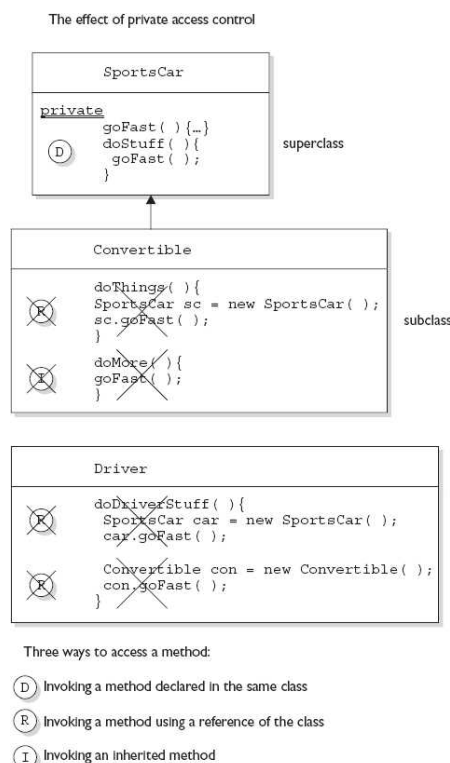 The effect of private access control
SportsCar
private
goFast( ){…}
D
doStuff( ){
goFast( );
}
superclass
Convertible
doThings( ){
R
SportsCar sc = new SportsCar( );
sc.goFast( );
}
subclass
doMore( ){
I
goFast( );
}
Driver
doDriverStuff( ){
R
SportsCar car = new SportsCar( );
car.goFast( );
Convertible con = new Convertible( );
R
con.goFast( );
}
Three ways to access a method:
D Invoking a method declared in the same class
R Invoking a method using a reference of the class
I Invoking an inherited method